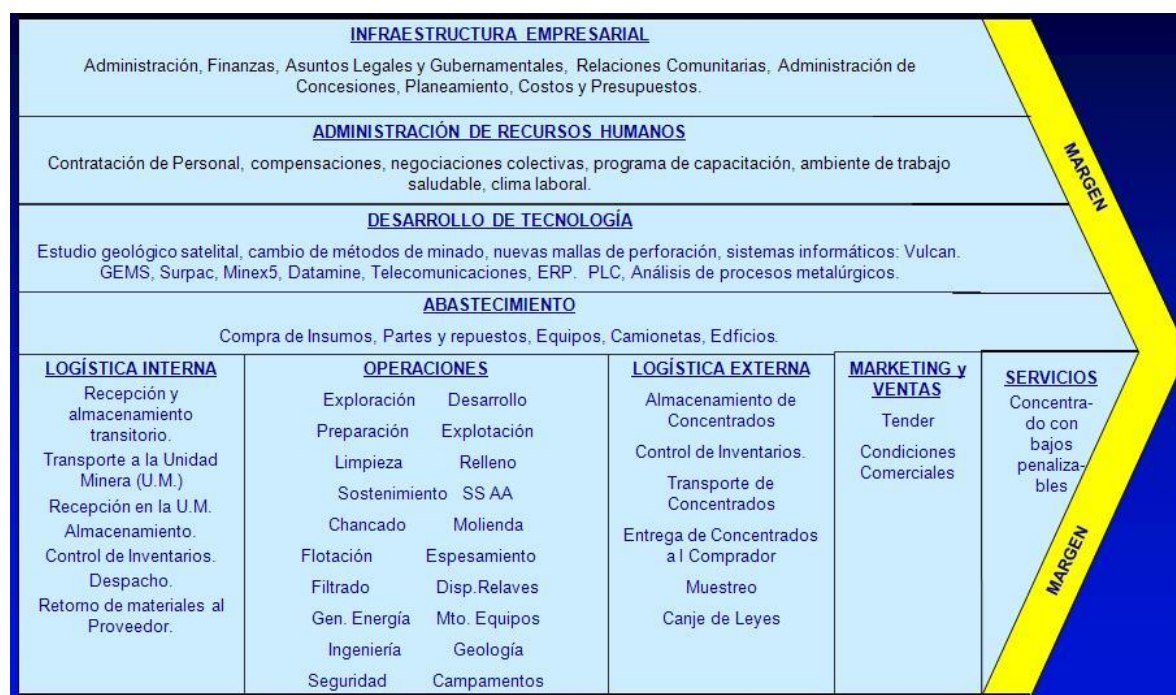 INFRAESTRUCTURA EMPRESARIAL
Administración, Finanzas, Asuntos Legales y Gubernamentales, Relaciones Comunitarias, Administración de
Concesiones, Planeamiento, Costos y Presupuestos.
ADMINISTRACIÓN DE RECURSOS HUMANOS
Contratación de Personal, compensaciones, negociaciones colectivas, programa de capacitación, ambiente de trabajo
saludable, clima laboral.
DESARROLLO DE TECNOLOGÍA
Estudio geológico satelital, cambio de métodos de minado, nuevas mallas de perforación, sistemas informáticos: Vulcan.
GEMS, Surpac, Minex5, Datamine, Telecomunicaciones, ERP. PLC, Análisis de procesos metalúrgicos.
ABASTECIMIENTO
Compra de Insumos, Partes y repuestos, Equipos, Camionetas, Edficios.
LOGÍSTICA INTERNA
Recepción y
almacenamiento
transitorio.
Transporte a la Unidad
Minera (U.M.)
Recepción en la U.M.
Almacenamiento.
Control de Inventarios.
Despacho.
Retorno de materiales al
Proveedor.
OPERACIONES
Exploración Desarrollo
Preparación Explotación
Limpieza Relleno
Sostenimiento SS AA
Chancado Molienda
Flotación Espesamiento
Filtrado Disp.Relaves
Gen. Energía Mto. Equipos
Ingeniería Geología
Seguridad Campamentos
LOGÍSTICA EXTERNA
Almacenamiento de
Concentrados
Control de Inventarios.
Transporte de
Concentrados
Entrega de Concentrados
a l Comprador
Muestreo
Canje de Leyes
MARKETING y
VENTAS
Tender
Condiciones
Comerciales
SERVICIOS
Concentra-
do con
bajos
penaliza-
bles
MARGEN
MARGEN